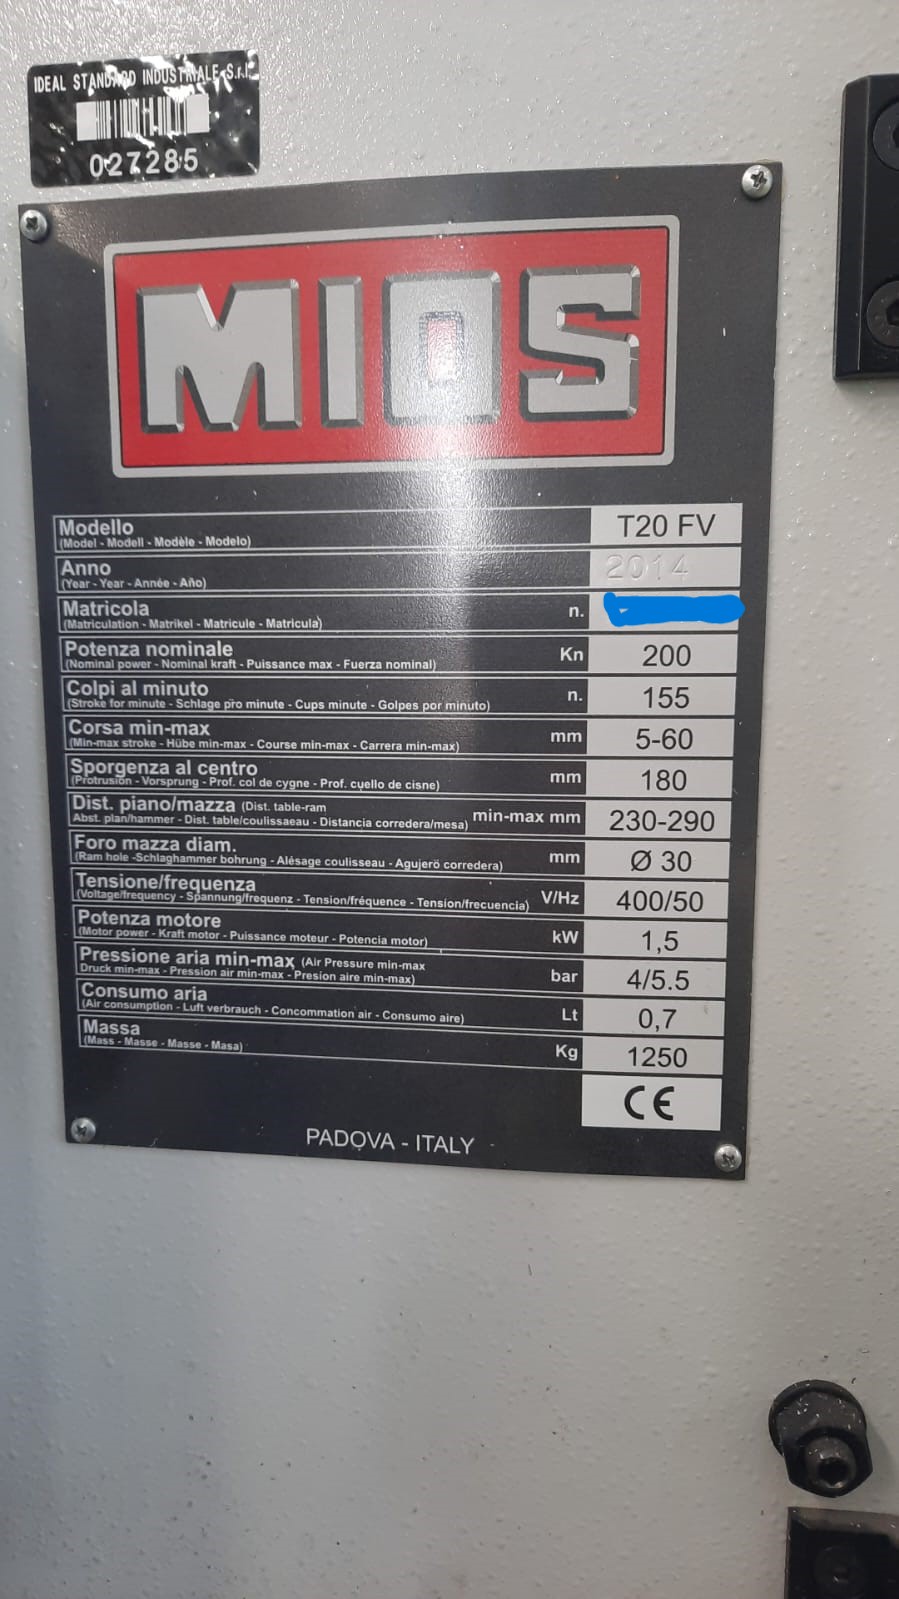 IDEAL STANDARD INDUSTRIALE S.r.l.
027285
MIOS
Modello T20 FV
(Model - Modell - Modèle - Modelo)
Anno 2014
(Year - Year - Année - Año)
Matricola n.
(Matriculation - Matrikel - Matricule - Matricula)
Potenza nominale Kn 200
(Nominal power - Nominal kraft - Puissance max - Fuerza nominal)
Colpi al minuto n. 155
(Stroke for minute - Schlage pro minute - Cups minute - Golpes por minuto)
Corsa min-max mm 5-60
(Min-max stroke - Hübe min-max - Course min-max - Carrera min-max)
Sporgenza al centro mm 180
(Protrusion - Vorsprung - Prof. col de cygne - Prof. cuello de cisne)
Dist. piano/mazza (Dist. table-ram min-max mm 230-290
Abst. plan/hammer - Dist. table/coulissaeau - Distancia corredera/mesa)
Foro mazza diam. mm Ø 30
(Ram hole -Schlaghammer bohrung - Alésage coulisseau - Agujerö corredera)
Tensione/frequenza V/Hz 400/50
(Voltage/frequency - Spannung/frequenz - Tension/fréquence - Tension/frecuencia)
Potenza motore kW 1,5
(Motor power - Kraft motor - Puissance moteur - Potencia motor)
Pressione aria min-max (Air Pressure min-max bar 4/5.5
Druck min-max - Pression air min-max - Presion aire min-max)
Consumo aria Lt 0,7
(Air consumption - Luft verbrauch - Concommation air - Consumo aire)
Massa Kg 1250
(Mass - Masse - Masse - Masa)
CE
PADOVA - ITALY